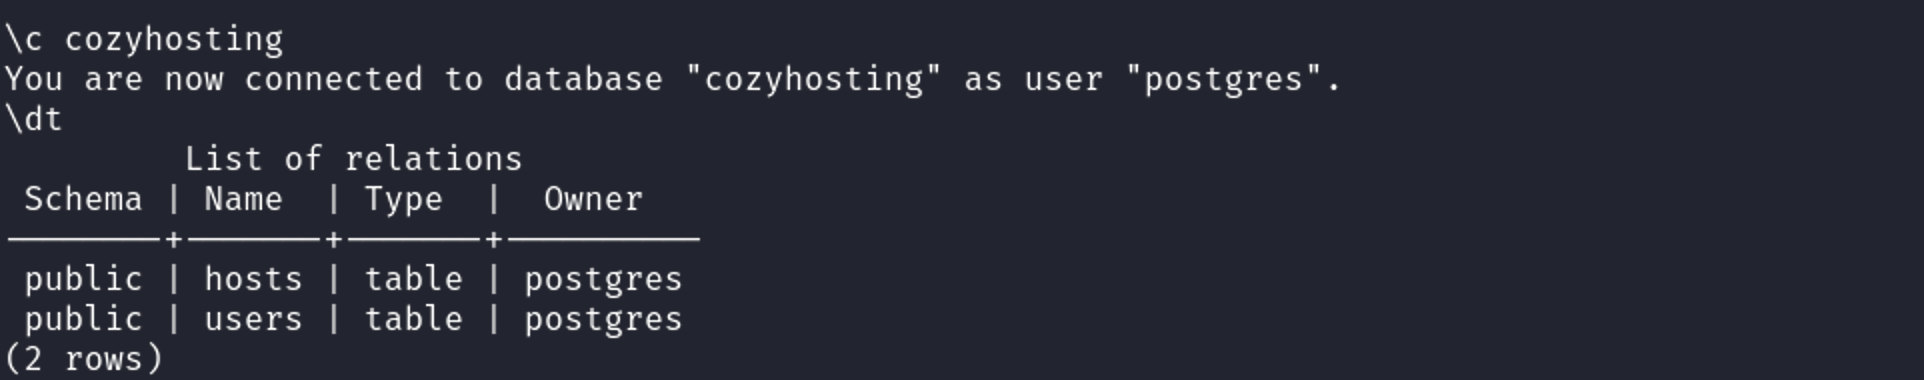 \c cozyhosting
You are now connected to database "cozyhosting" as user "postgres".
\dt
         List of relations
 Schema | Name  | Type  |  Owner
--------+-------+-------+----------
 public | hosts | table | postgres
 public | users | table | postgres
(2 rows)